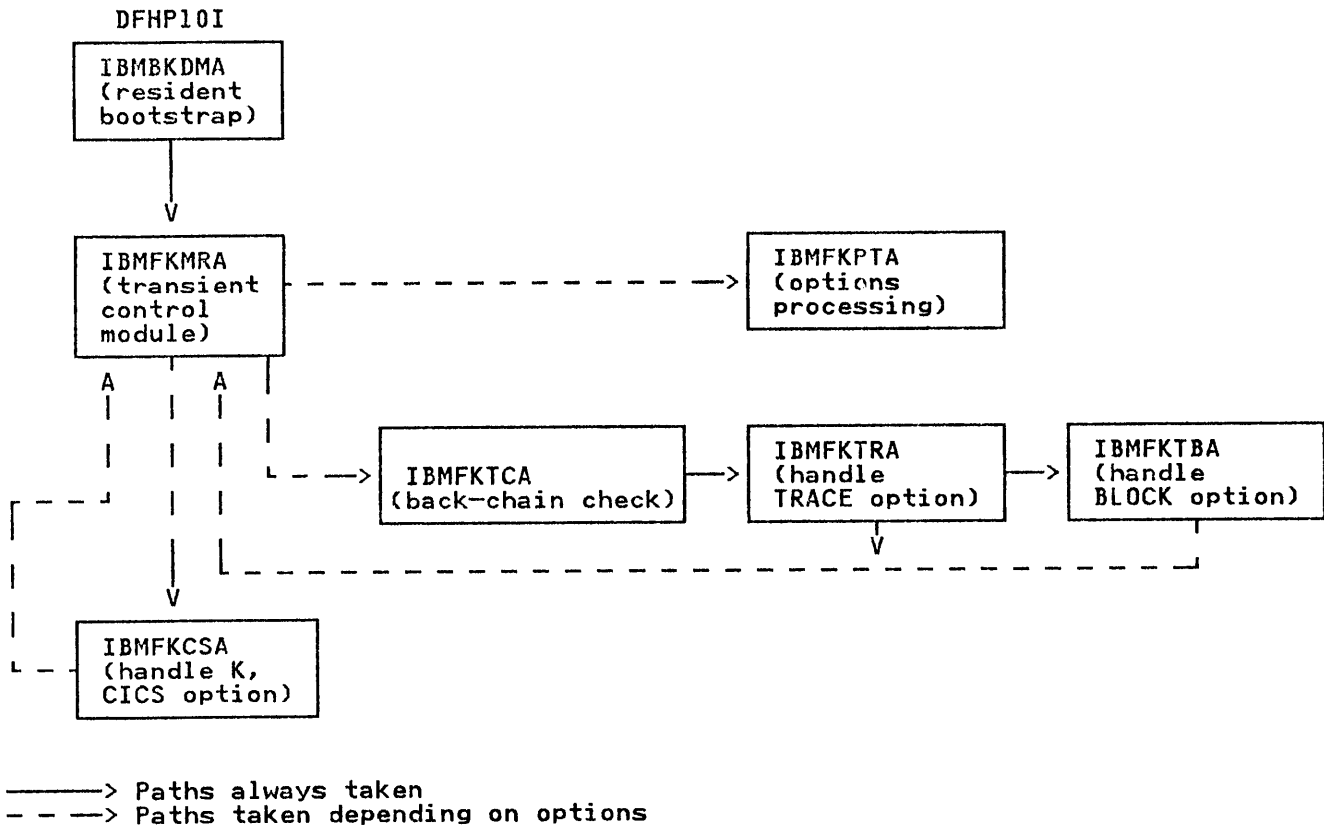 DFHP10I
IBMBKDMA
(resident
bootstrap)
IBMFKMRA
(transient
control
module)
IBMFKPTA
(options
processing)
IBMFKTCA
(back-chain check)
IBMFKTRA
(handle
TRACE option)
IBMFKTBA
(handle
BLOCK option)
IBMFKCSA
(handle K,
CICS option)
Paths always taken
Paths taken depending on options